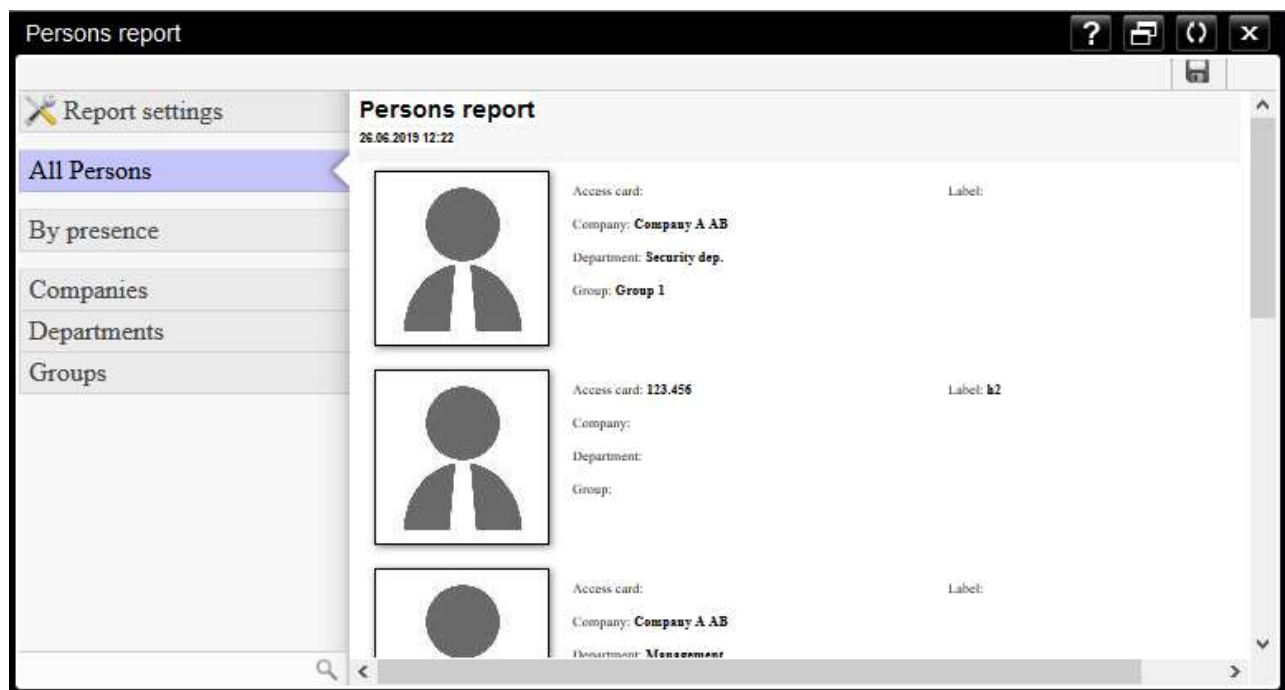 Persons report
?
Report settings
All Persons
By presence
Companies
Departments
Groups
Persons report
26.06.2019 12:22
Access card: Label:
Company: Company A AB
Department: Security dep.
Group: Group 1
Access card: 123.456 Label: h2
Company:
Department:
Group:
Access card: Label:
Company: Company A AB
Department: Management